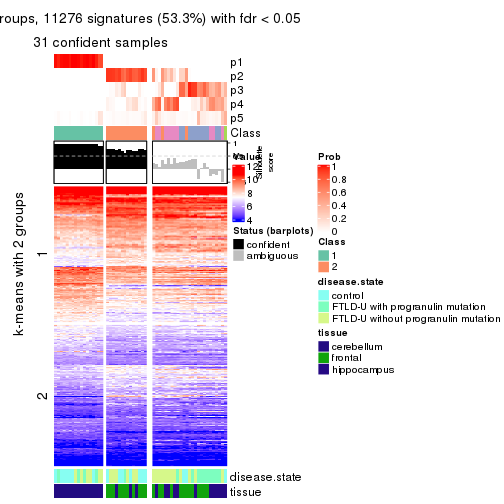 roups, 11276 signatures (53.3%) with fdr < 0.05
31 confident samples
p1
p2
p3
p4
p5
Class
1
score
k-means with 2 groups
1
2
Value
12
10
8
6
4
Status (barplots)
confident
ambiguous
Prob
1
0.8
0.6
0.4
0.2
0
Class
1
2
disease.state
control
FTLD-U with progranulin mutation
FTLD-U without progranulin mutation
tissue
cerebellum
frontal
hippocampus
disease.state
tissue